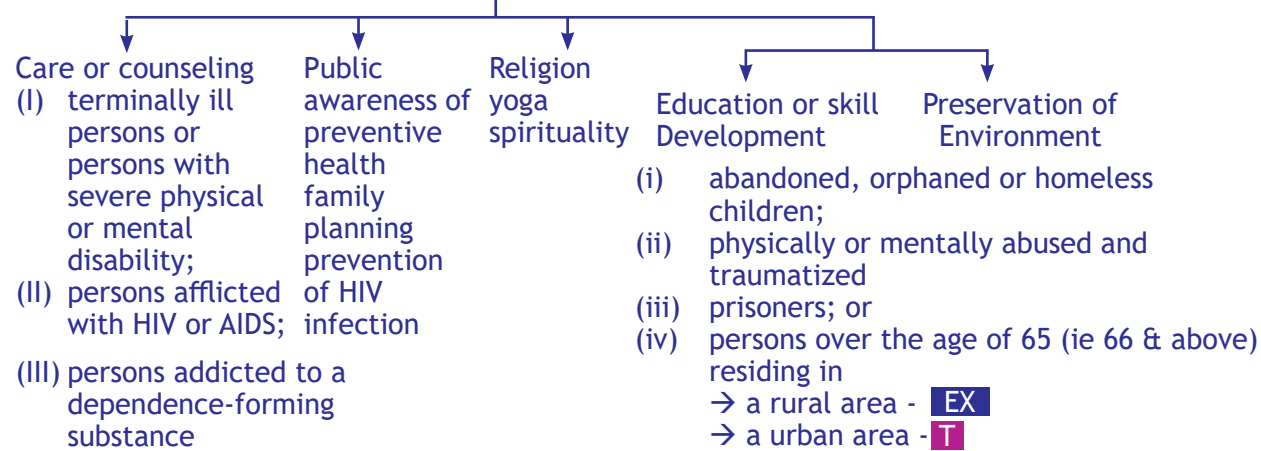 Care or counseling
(I) terminally ill
persons or
persons with
severe physical
or mental
disability;
(II) persons afflicted
with HIV or AIDS;
(III) persons addicted to a
dependence-forming
substance
Public
awareness of
preventive
health
family
planning
prevention
of HIV
infection
Religion
yoga
spirituality
Education or skill
Development
Preservation of
Environment
(i) abandoned, orphaned or homeless
children;
(ii) physically or mentally abused and
traumatized
(iii) prisoners; or
(iv) persons over the age of 65 (ie 66 & above)
residing in
→ a rural area - EX
→ a urban area - T